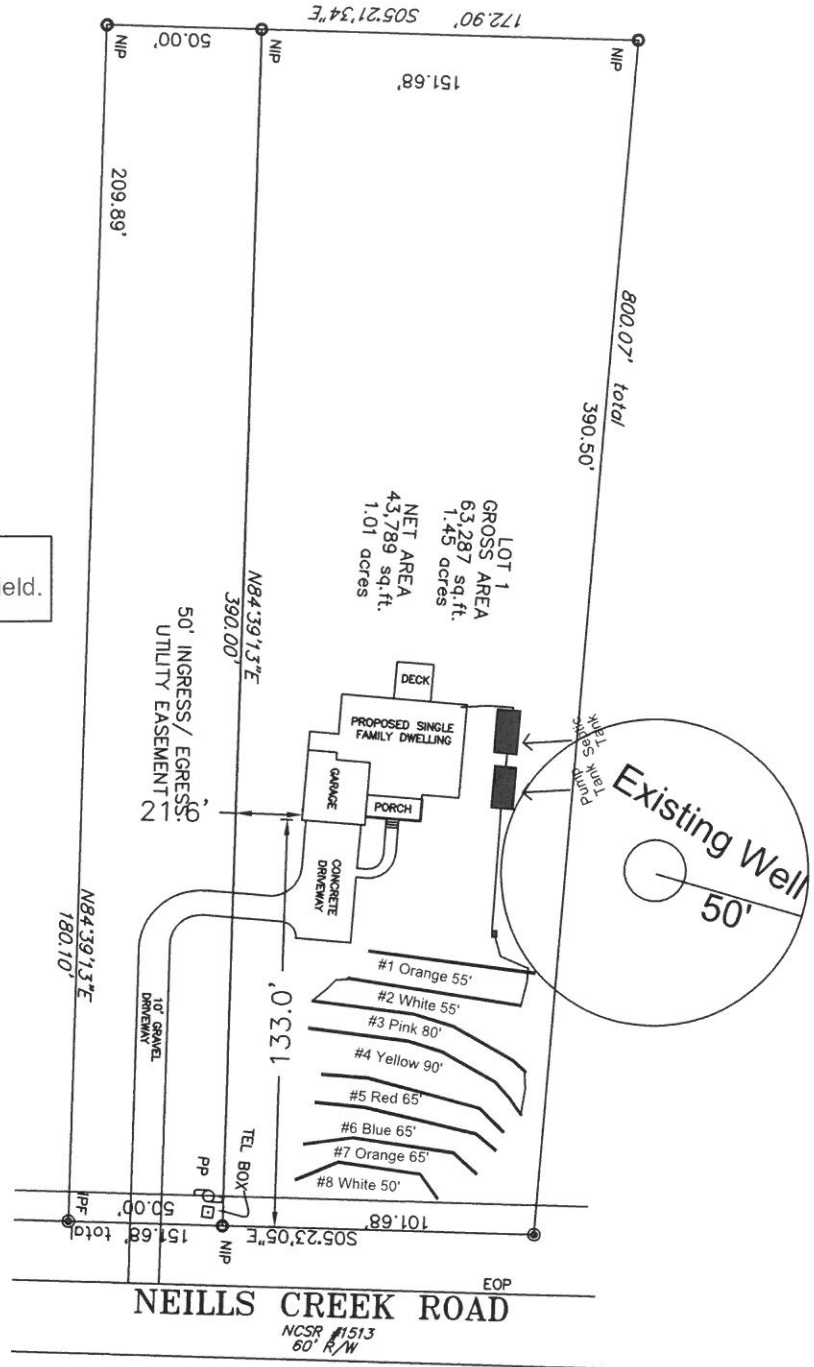 172.90' S05°21'34"E
NIP
50.00'
NIP
NIP
151.68'
209.89'
800.07' total
390.50'
LOT 1
GROSS AREA
63,287 sq.ft.
1.45 acres
NET AREA
43,789 sq.ft.
1.01 acres
ield.
N84°39'13"E
390.00'
50' INGRESS/ EGRESS
UTILITY EASEMENT
21.6'
DECK
PROPOSED SINGLE
FAMILY DWELLING
GARAGE
PORCH
CONCRETE
DRIVEWAY
Septic
Tank
Pump
Tank
Existing Well
50'
N84°39'13"E
180.10'
10' GRAVEL
DRIVEWAY
133.0'
#1 Orange 55'
#2 White 55'
#3 Pink 80'
#4 Yellow 90'
#5 Red 65'
#6 Blue 65'
#7 Orange 65'
#8 White 50'
TEL BOX
PP
IPF
50.00'
151.68' total
NIP
S05°23'05"E
101.68'
EOP
NEILLS CREEK ROAD
NCSR #1513
60' R/W